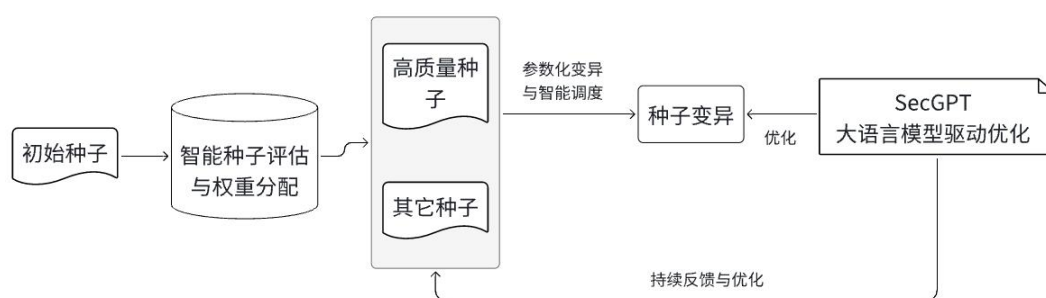 初始种子
智能种子评估
与权重分配
高质量种
子
其它种子
参数化变异
与智能调度
种子变异
优化
SecGPT
大语言模型驱动优化
持续反馈与优化